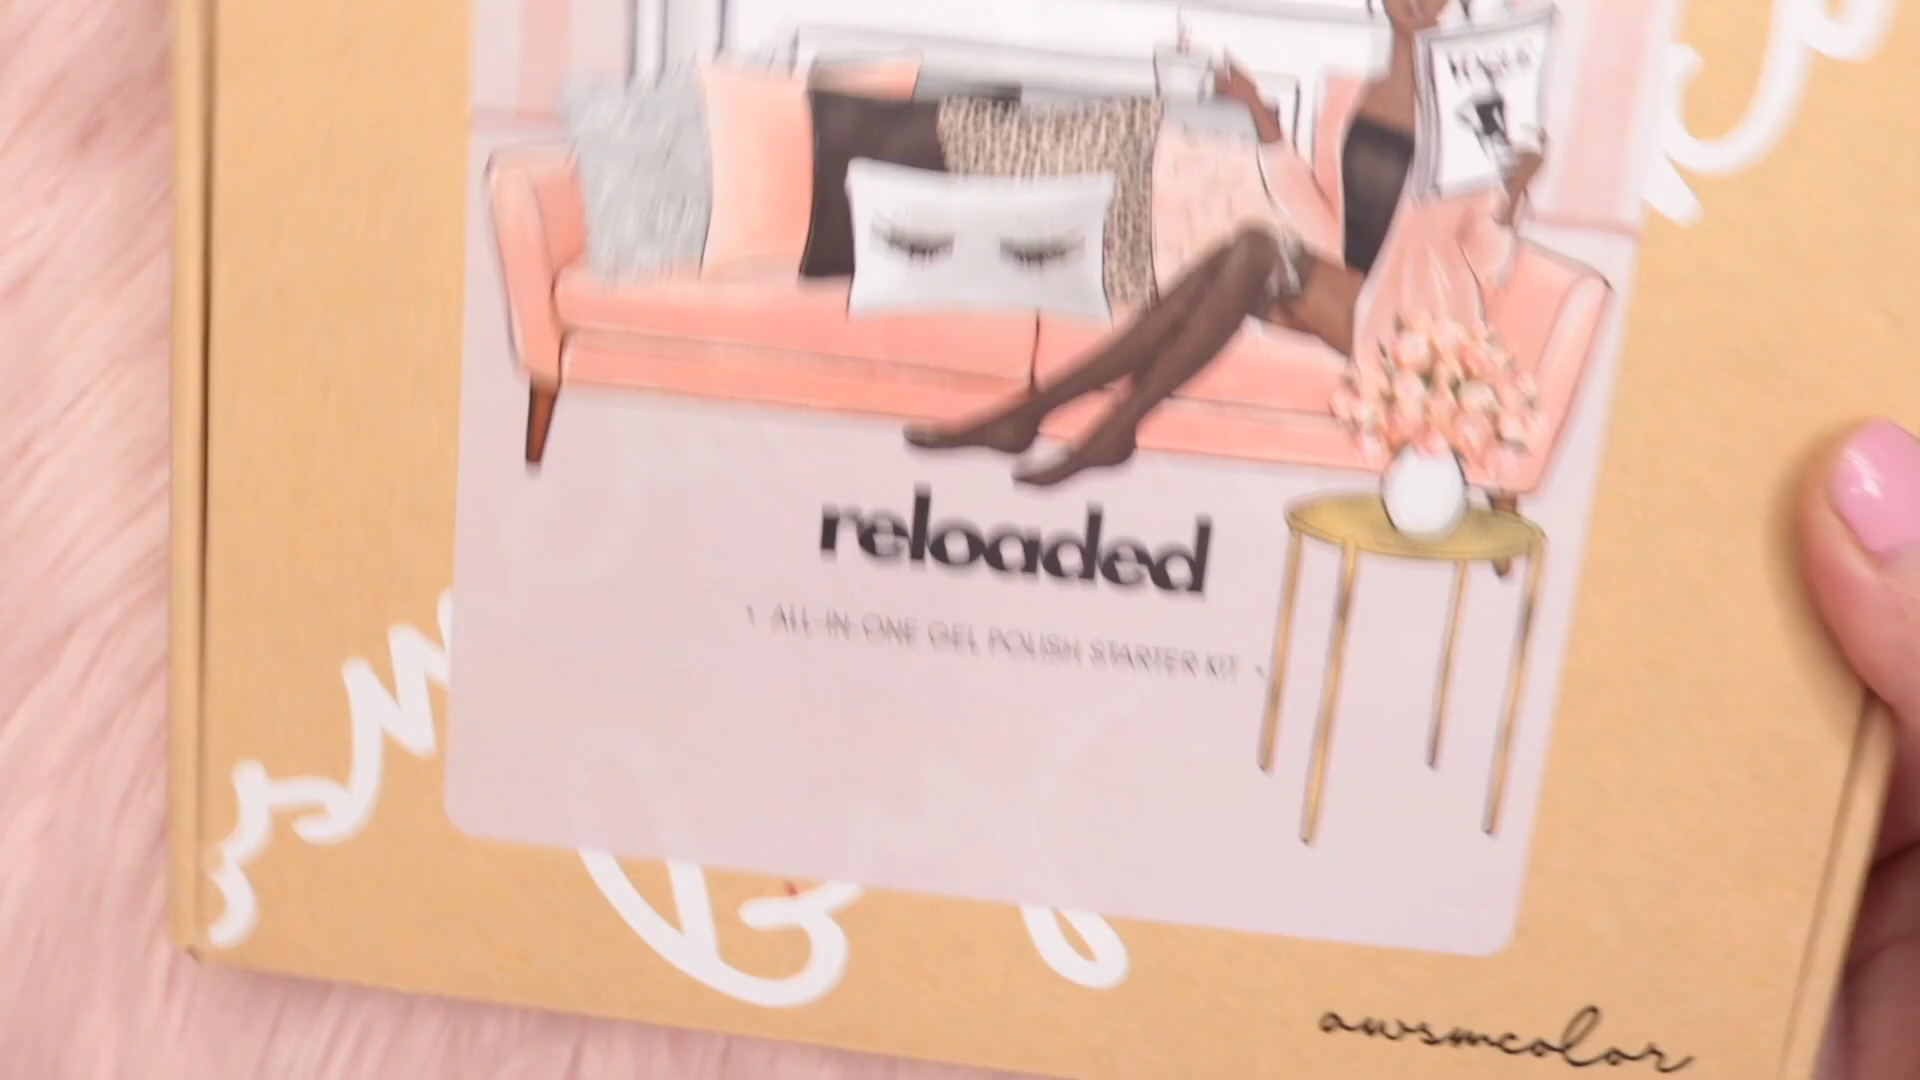 reloaded
• ALL-IN-ONE GEL POLISH STARTER KIT •
awsmcolor